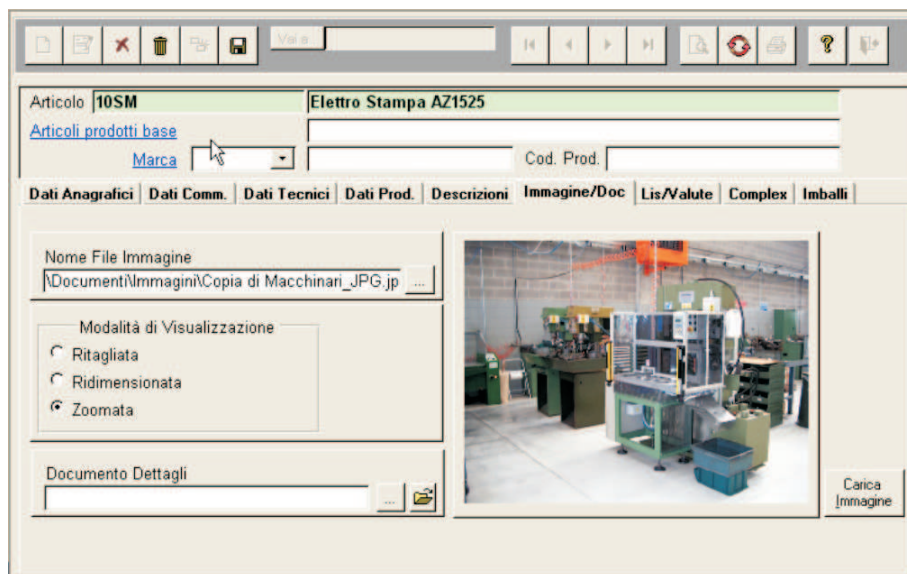 Vai a
Articolo 10SM Elettro Stampa AZ1525
Articoli prodotti base
Marca Cod. Prod.
Dati Anagrafici Dati Comm. Dati Tecnici Dati Prod. Descrizioni Immagine/Doc Lis/Valute Complex Imballi
Nome File Immagine
\Documenti\Immagini\Copia di Macchinari_JPG.jp ...
Modalità di Visualizzazione
Ritagliata
Ridimensionata
Zoomata
Documento Dettagli
...
Carica
Immagine